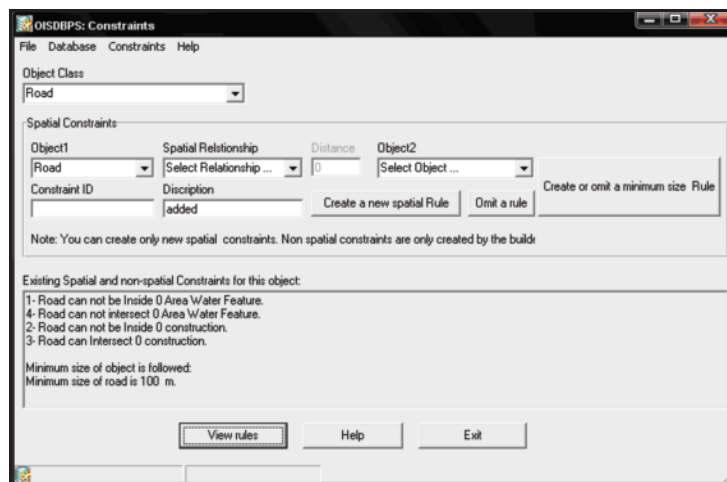 OISDBPS: Constraints
File Database Constraints Help
Object Class
Road
Spatial Constraints
Object1 Spatial Relstionship Distance Object2
Road Select Relationship ... 0 Select Object ...
Create or omit a minimum size Rule
Constraint ID Discription
added Create a new spatial Rule Omit a rule
Note: You can create only new spatial constraints. Non spatial constraints are only created by the builde
Existing Spatial and non-spatial Constraints for this object:
1- Road can not be Inside 0 Area Water Feature.
4- Road can not intersect 0 Area Water Feature.
2- Road can not be Inside 0 construction.
3- Road can Intersect 0 construction.
Minimum size of object is followed:
Minimum size of road is 100 m.
View rules Help Exit